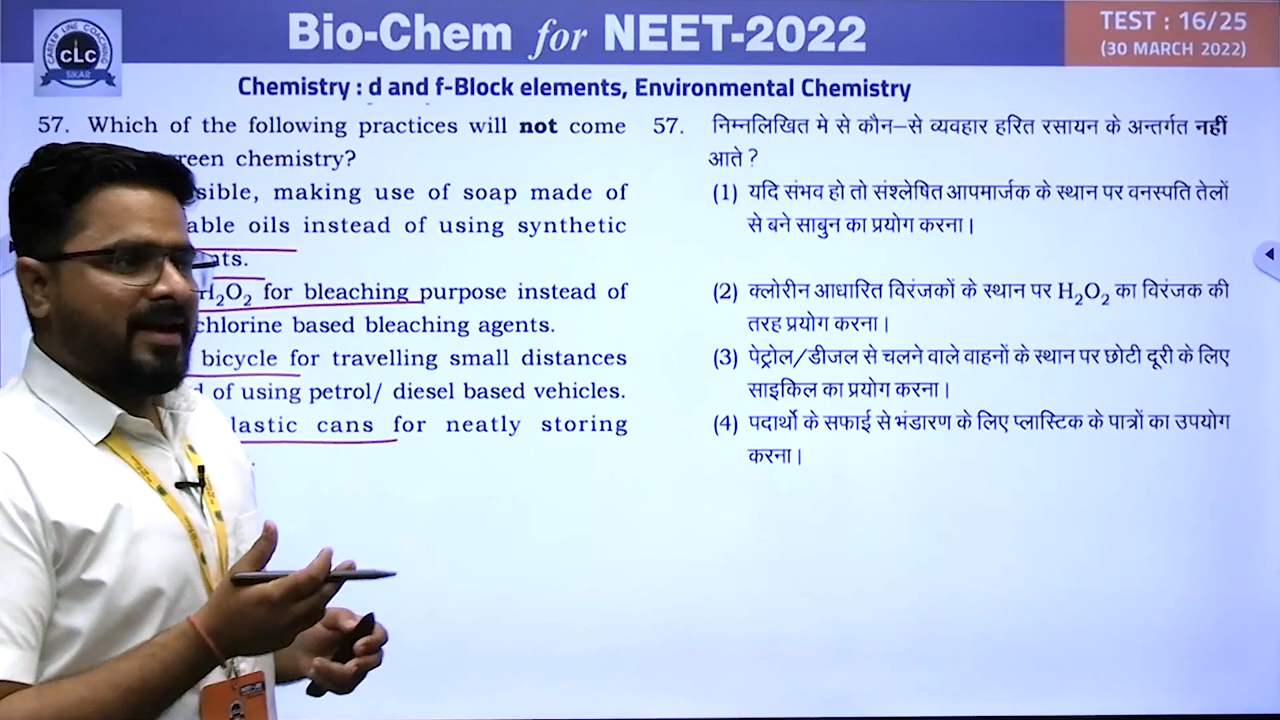 Bio-Chem for NEET-2022
TEST : 16/25
(30 MARCH 2022)
CAREER LINE COACHING
CLC
SIKAR
Chemistry : d and f-Block elements, Environmental Chemistry
57. Which of the following practices will not come
reen chemistry?
sible, making use of soap made of
able oils instead of using synthetic
nts.
H₂O₂ for bleaching purpose instead of
chlorine based bleaching agents.
bicycle for travelling small distances
d of using petrol/ diesel based vehicles.
lastic cans for neatly storing
57. निम्नलिखित मे से कौन–से व्यवहार हरित रसायन के अन्तर्गत नहीं
आते ?
(1) यदि संभव हो तो संश्लेषित आपमार्जक के स्थान पर वनस्पति तेलों
से बने साबुन का प्रयोग करना।
(2) क्लोरीन आधारित विरंजकों के स्थान पर H₂O₂ का विरंजक की
तरह प्रयोग करना।
(3) पेट्रोल/डीजल से चलने वाले वाहनों के स्थान पर छोटी दूरी के लिए
साइकिल का प्रयोग करना।
(4) पदार्थो के सफाई से भंडारण के लिए प्लास्टिक के पात्रों का उपयोग
करना।